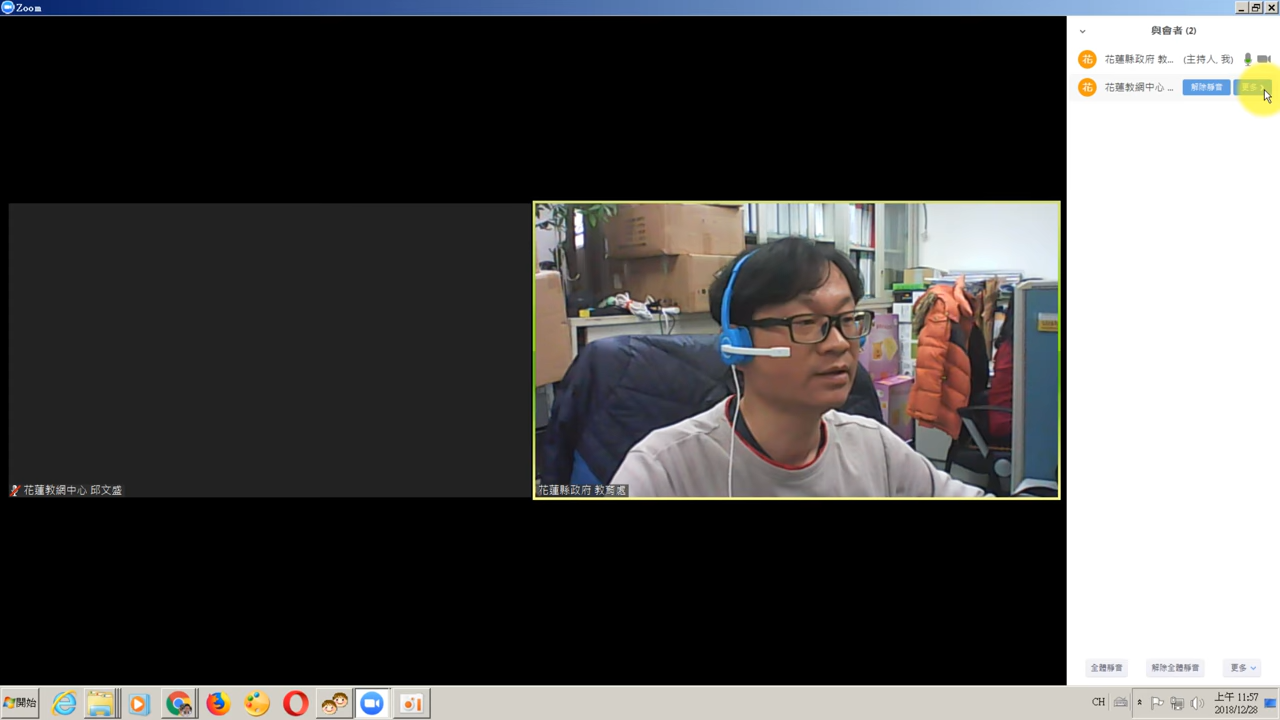 Zoom
與會者 (2)
花 花蓮縣政府 教... (主持人, 我)
花 花蓮教網中心 ... 解除靜音 更多
花蓮教網中心 邱文盛
花蓮縣政府 教育處
全體靜音 解除全體靜音 更多
開始
CH
上午 11:57
2018/12/28